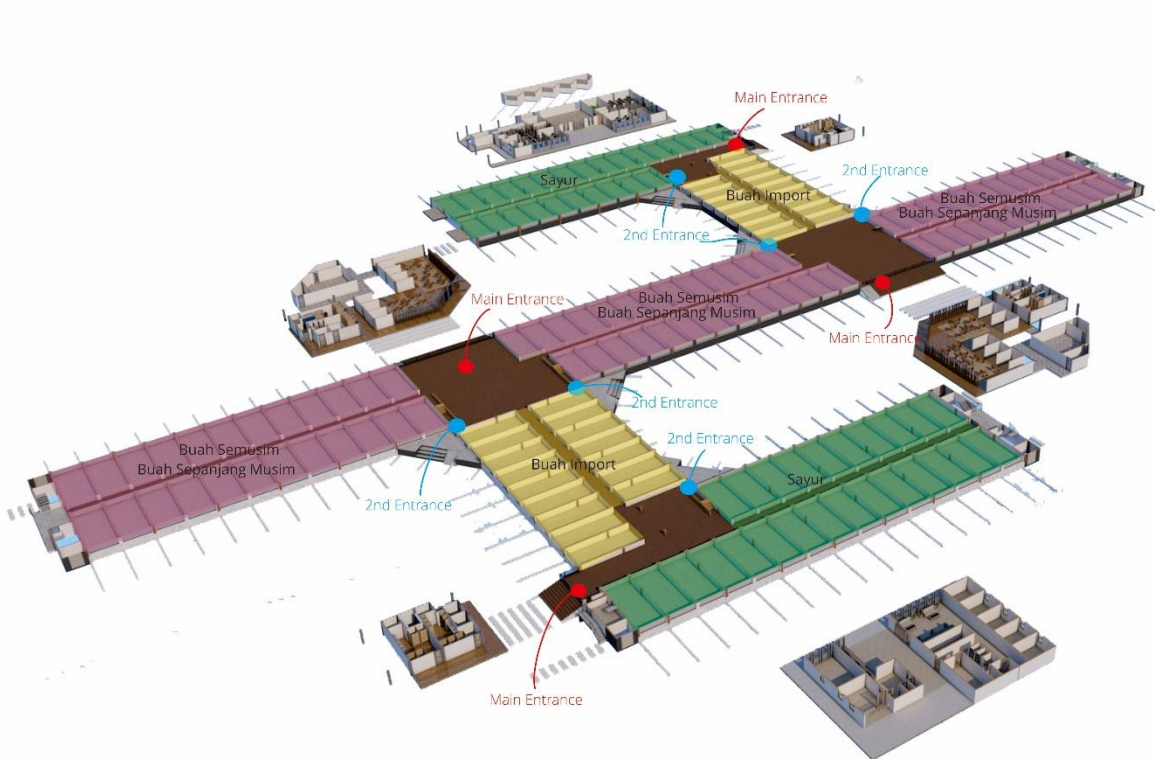 Main Entrance
2nd Entrance
Sayur
Buah Import
Buah Semusim
Buah Sepanjang Musim
2nd Entrance
Main Entrance
Buah Semusim
Buah Sepanjang Musim
Main Entrance
2nd Entrance
2nd Entrance
Buah Semusim
Buah Sepanjang Musim
Buah Import
Sayur
2nd Entrance
Main Entrance